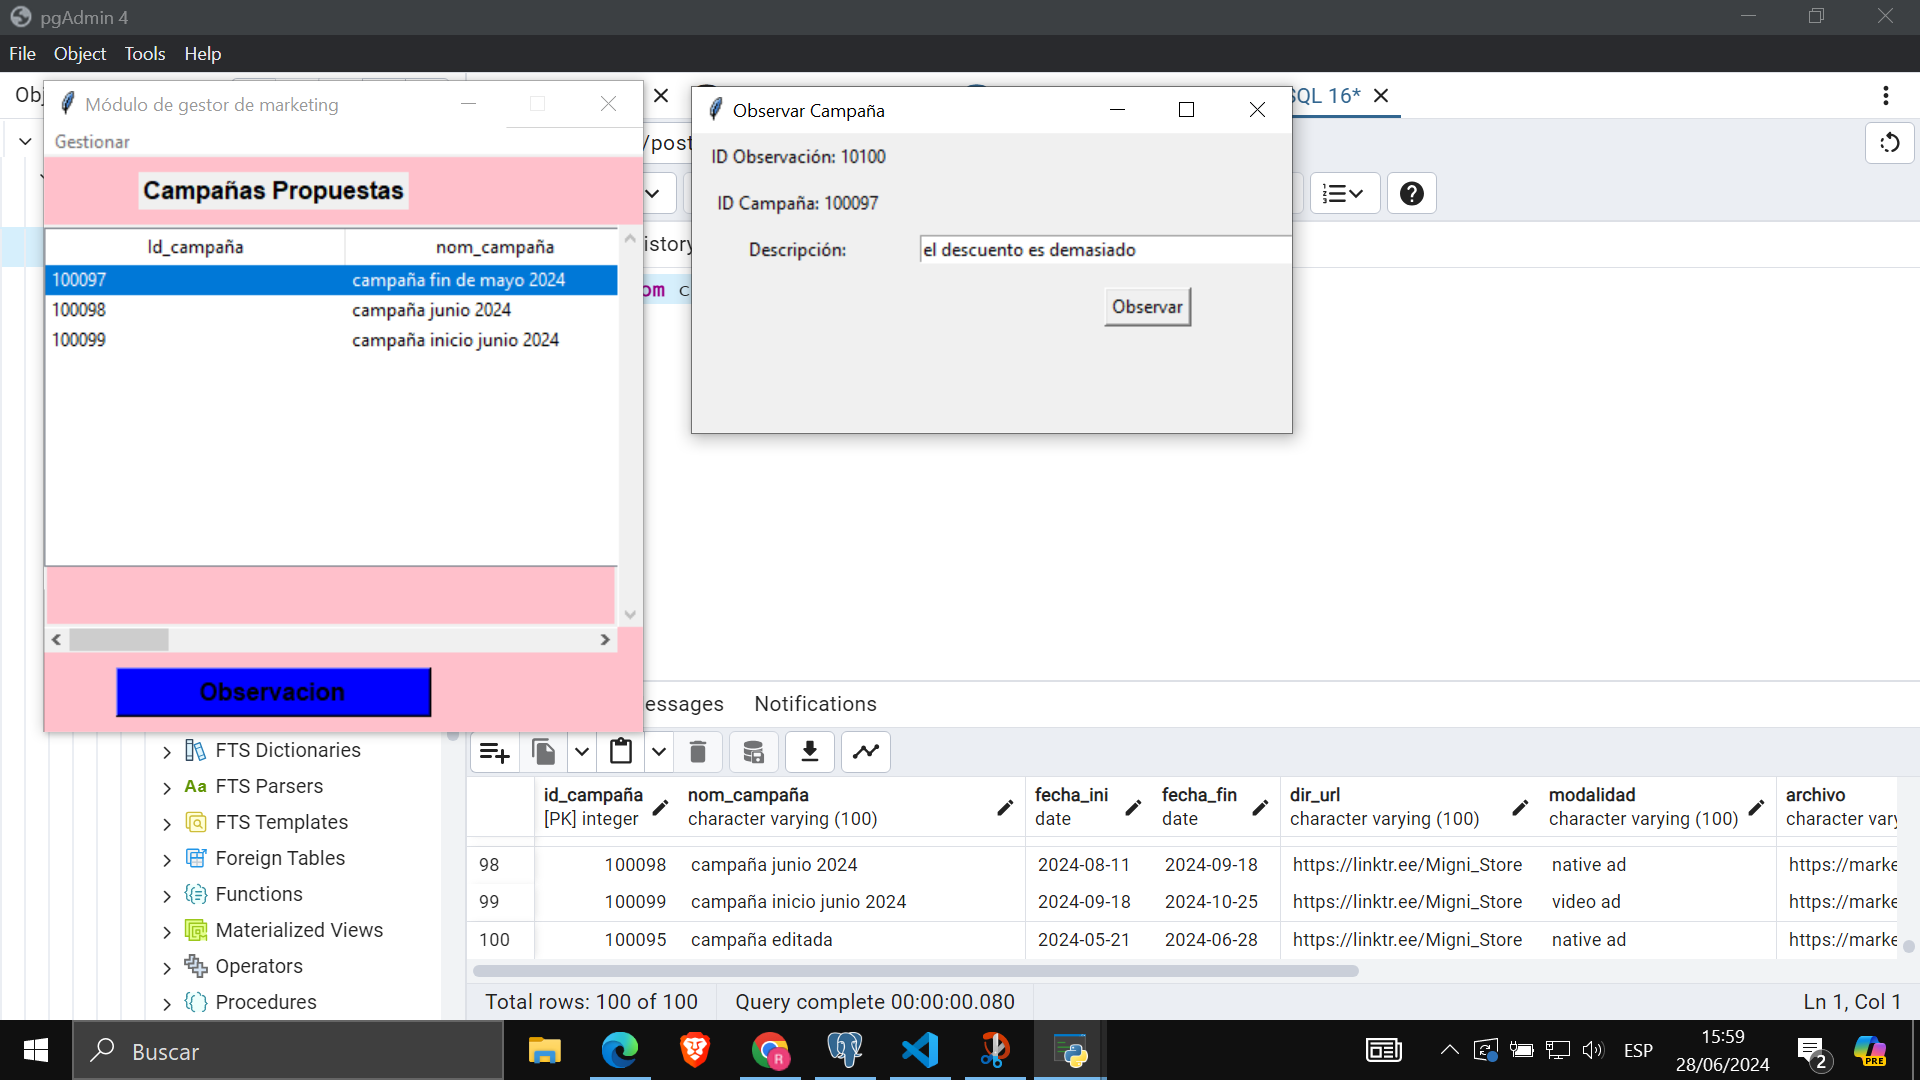 pgAdmin 4
File Object Tools Help
Módulo de gestor de marketing
Gestionar
Campañas Propuestas
Id_campaña nom_campaña
100097 campaña fin de mayo 2024
100098 campaña junio 2024
100099 campaña inicio junio 2024
Observacion
Observar Campaña
ID Observación: 10100
ID Campaña: 100097
Descripción: el descuento es demasiado
Observar
SQL 16*
/post
istory
om c
FTS Dictionaries
FTS Parsers
FTS Templates
Foreign Tables
Functions
Materialized Views
Operators
Procedures
essages Notifications
id_campaña nom_campaña fecha_ini fecha_fin dir_url modalidad archivo
[PK] integer character varying (100) date date character varying (100) character varying (100) character vary
98 100098 campaña junio 2024 2024-08-11 2024-09-18 https://linktr.ee/Migni_Store native ad https://marke
99 100099 campaña inicio junio 2024 2024-09-18 2024-10-25 https://linktr.ee/Migni_Store video ad https://marke
100 100095 campaña editada 2024-05-21 2024-06-28 https://linktr.ee/Migni_Store native ad https://marke
Total rows: 100 of 100 Query complete 00:00:00.080 Ln 1, Col 1
Buscar
ESP
15:59
28/06/2024
2
PRE